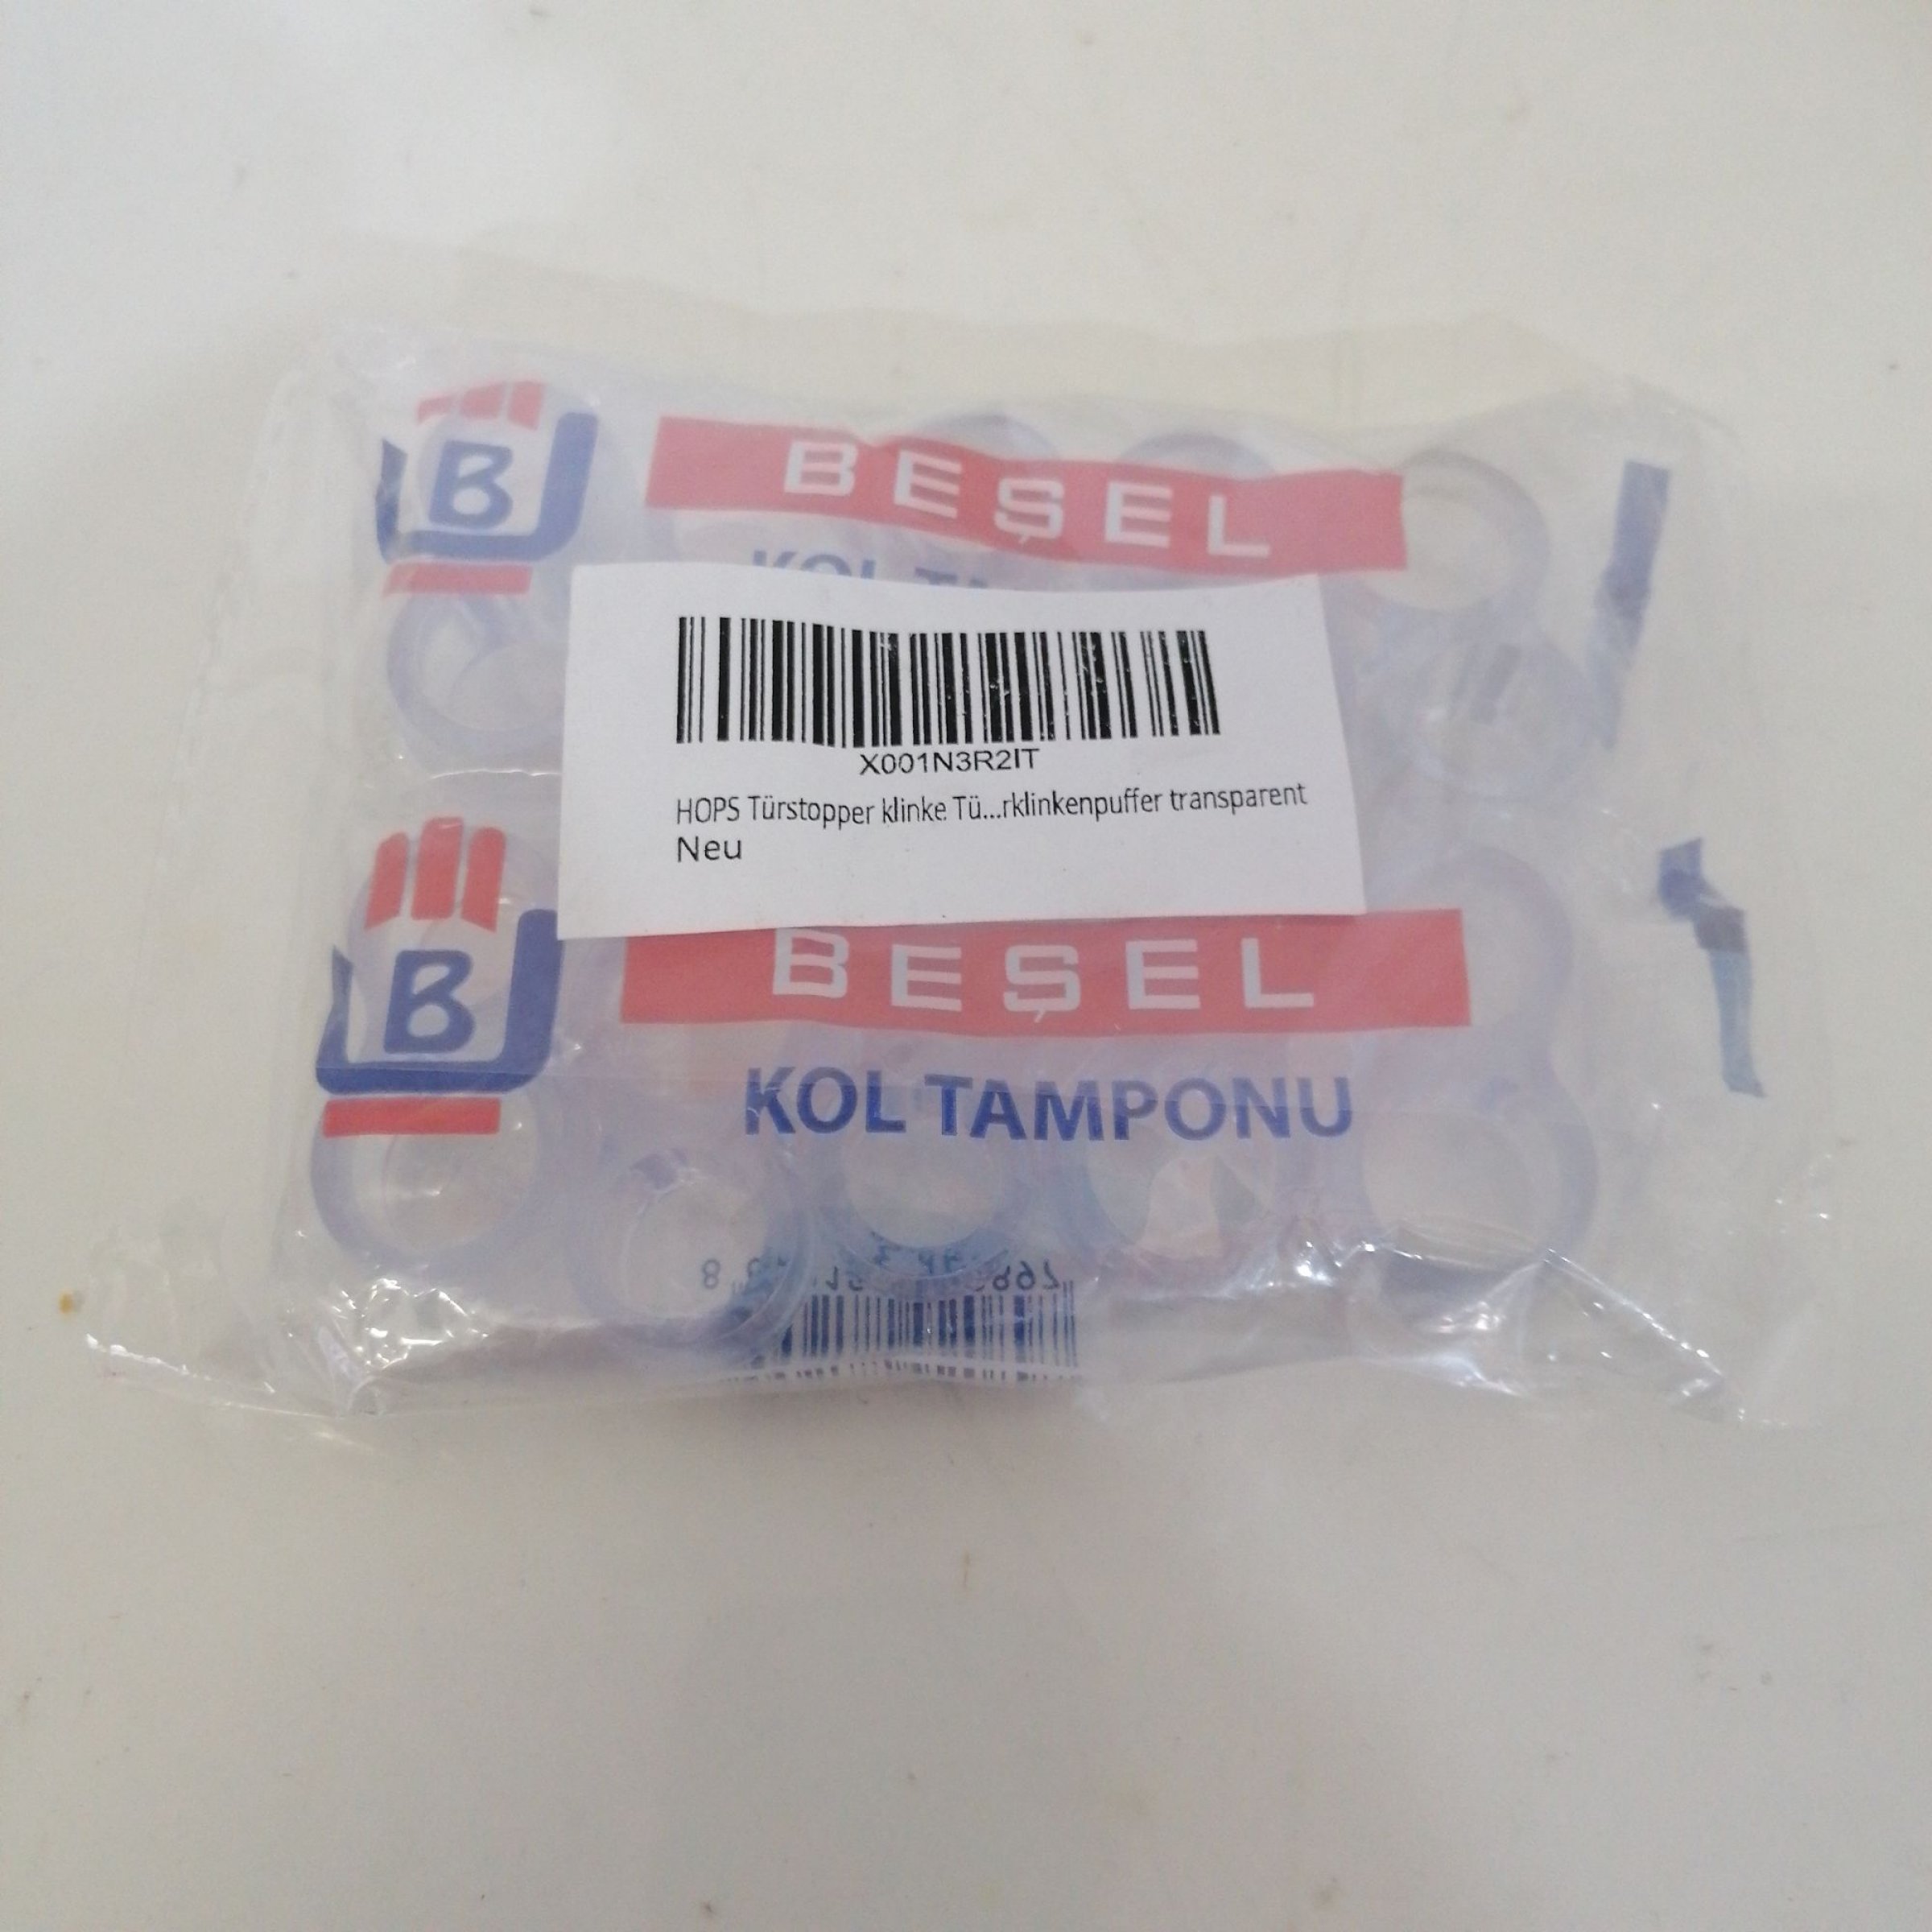 B
BEŞEL
X001N3R2IT
HOPS Türstopper klinke Tü...rklinkenpuffer transparent
Neu
B
BEŞEL
KOL TAMPONU